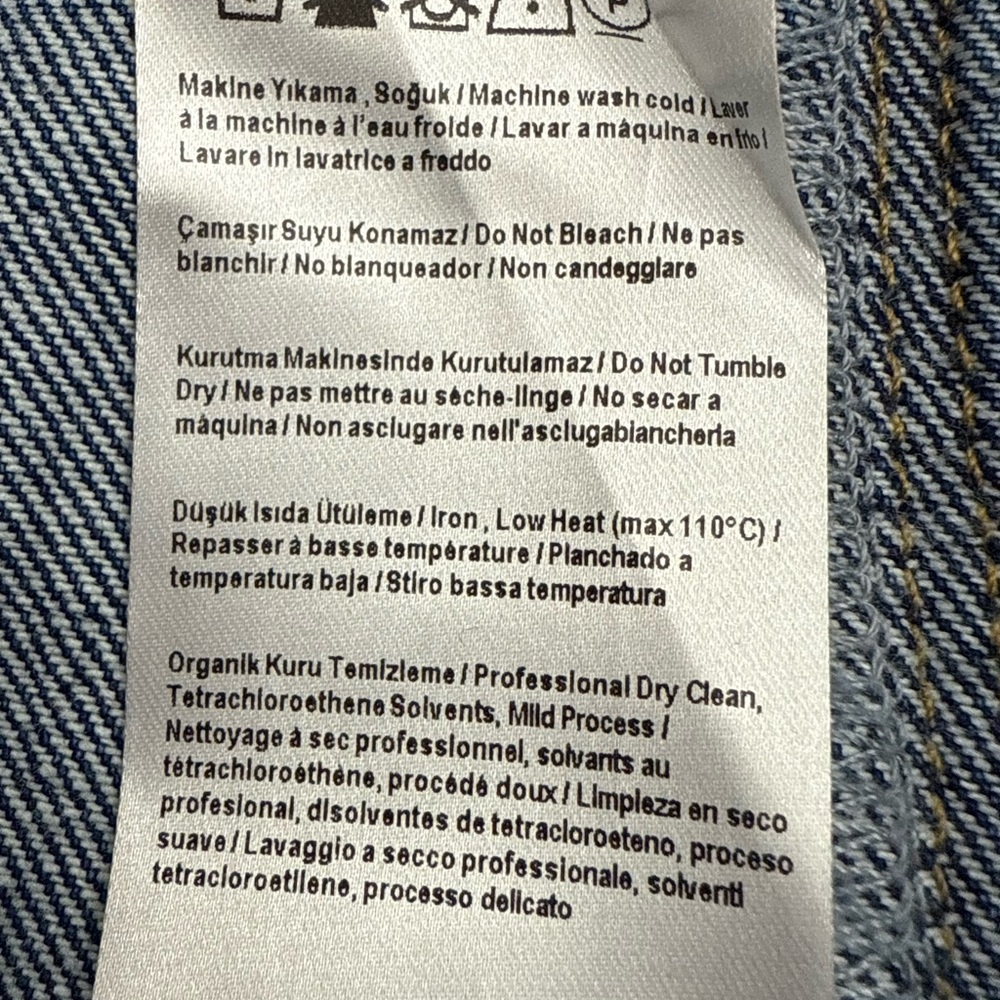 P
Makine Yıkama , Soğuk / Machine wash cold / Laver
à la machine à l'eau froide / Lavar a máquina en frio /
Lavare in lavatrice a freddo
Çamaşır Suyu Konamaz / Do Not Bleach / Ne pas
blanchir / No blanqueador / Non candeggiare
Kurutma Makinesinde Kurutulamaz / Do Not Tumble
Dry / Ne pas mettre au sèche-linge / No secar a
máquina / Non asciugare nell'asciugabiancheria
Düşük Isıda Ütüleme / Iron , Low Heat (max 110°C) /
Repasser à basse température / Planchado a
temperatura baja / Stiro bassa temperatura
Organik Kuru Temizleme / Professional Dry Clean,
Tetrachloroethene Solvents, Mild Process /
Nettoyage à sec professionnel, solvants au
tétrachloroéthène, procédé doux / Limpieza en seco
profesional, disolventes de tetracloroeteno, proceso
suave / Lavaggio a secco professionale, solventi
tetracloroetilene, processo delicato